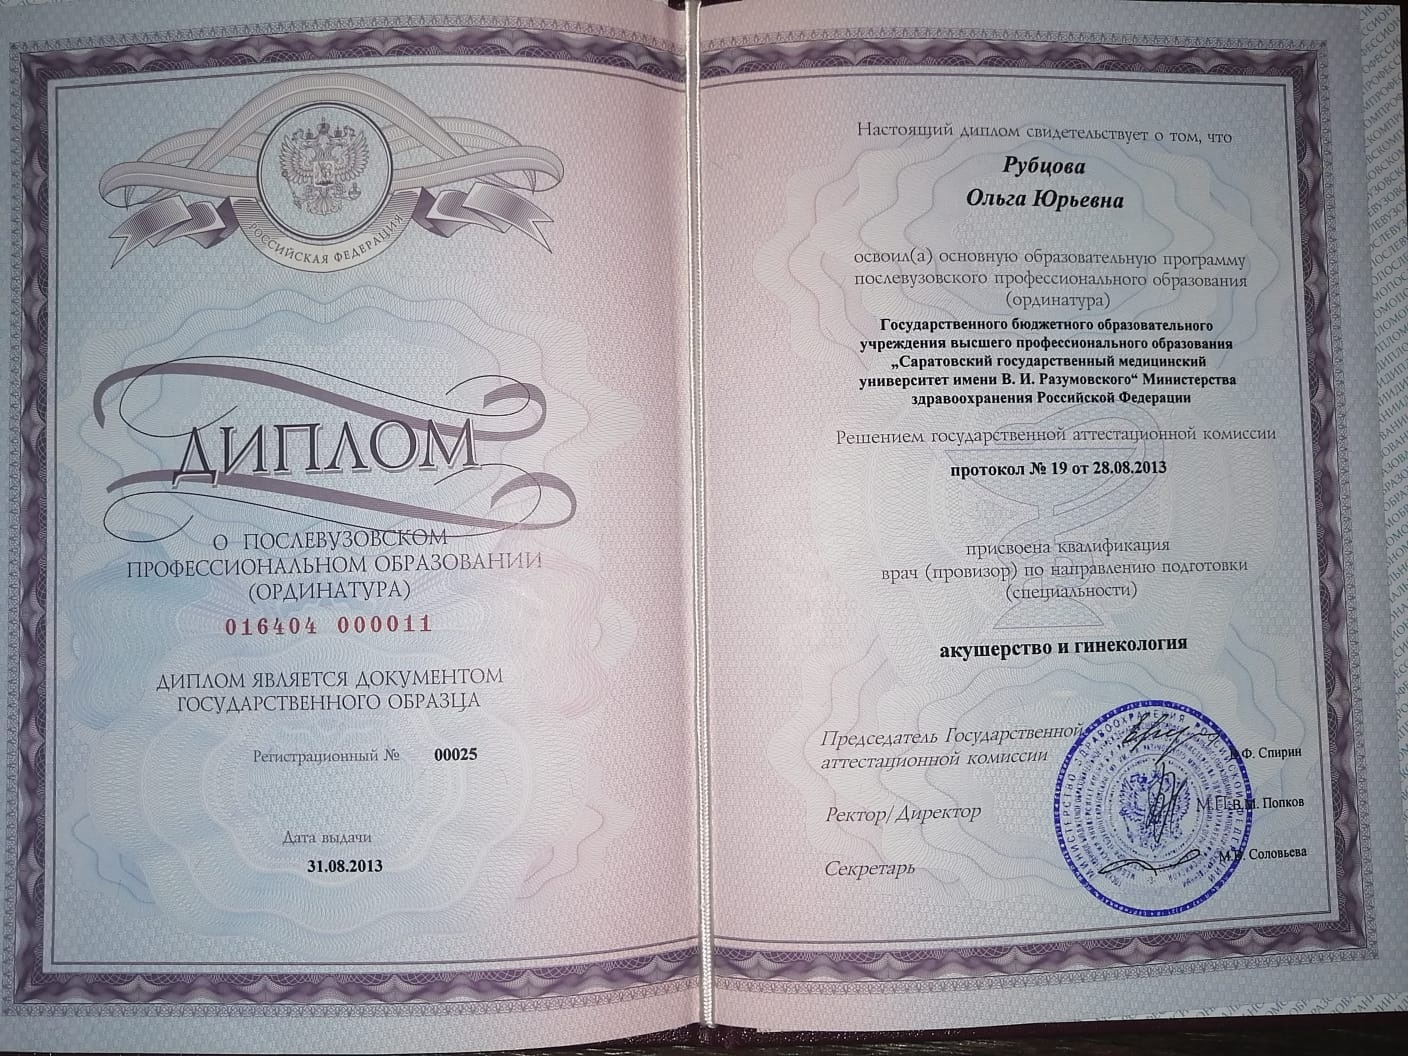 РОССИЙСКАЯ ФЕДЕРАЦИЯ
ДИПЛОМ
О ПОСЛЕВУЗОВСКОМ
ПРОФЕССИОНАЛЬНОМ ОБРАЗОВАНИИ
(ОРДИНАТУРА)
016404 000011
ДИПЛОМ ЯВЛЯЕТСЯ ДОКУМЕНТОМ
ГОСУДАРСТВЕННОГО ОБРАЗЦА
Регистрационный № 00025
Дата выдачи
31.08.2013
Настоящий диплом свидетельствует о том, что
Рубцова
Ольга Юрьевна
освоил(а) основную образовательную программу
послевузовского профессионального образования
(ординатура)
Государственного бюджетного образовательного
учреждения высшего профессионального образования
„Саратовский государственный медицинский
университет имени В. И. Разумовского“ Министерства
здравоохранения Российской Федерации
Решением государственной аттестационной комиссии
протокол № 19 от 28.08.2013
присвоена квалификация
врач (провизор) по направлению подготовки
(специальности)
акушерство и гинекология
Председатель Государственной
аттестационной комиссии
Ф. Спирин
Ректор/Директор
М.П. В.М. Попков
Секретарь
Соловьева